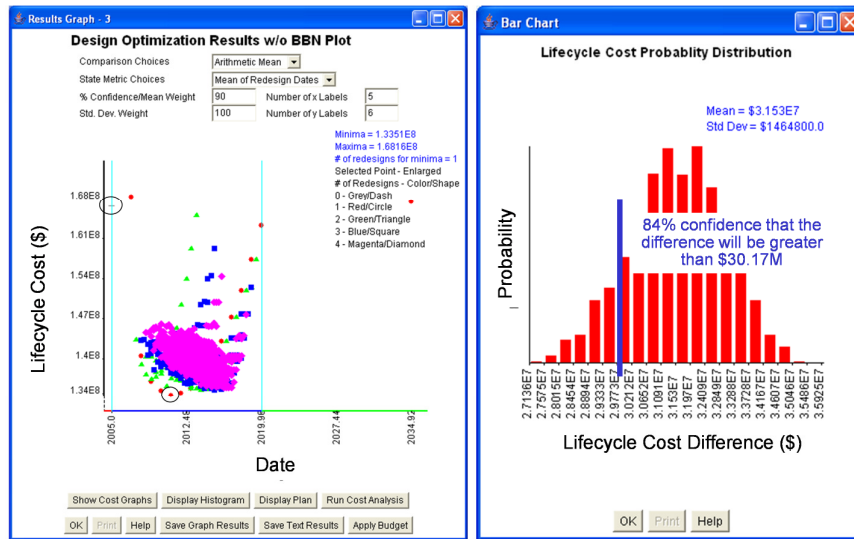 Results Graph - 3
Design Optimization Results w/o BBN Plot
Comparison Choices Arithmetic Mean
State Metric Choices Mean of Redesign Dates
% Confidence/Mean Weight 90 Number of x Labels 5
Std. Dev. Weight 100 Number of y Labels 6
Minima = 1.3351E8
Maxima = 1.6816E8
# of redesigns for minima = 1
Selected Point - Enlarged
# of Redesigns - Color/Shape
0 - Grey/Dash
1 - Red/Circle
2 - Green/Triangle
3 - Blue/Square
4 - Magenta/Diamond
Lifecycle Cost ($)
1.68E8
1.61E8
1.54E8
1.47E8
1.4E8
1.34E8
2005.0
2012.48
2019.96
2027.44
2034.92
Date
Show Cost Graphs Display Histogram Display Plan Run Cost Analysis
OK Print Help Save Graph Results Save Text Results Apply Budget
Bar Chart
Lifecycle Cost Probablity Distribution
Mean = $3.153E7
Std Dev = $1464800.0
84% confidence that the
difference will be greater
than $30.17M
Probability
2.7136E7
2.7575E7
2.8015E7
2.8454E7
2.8894E7
2.9333E7
2.9773E7
3.0212E7
3.0652E7
3.1091E7
3.153E7
3.197E7
3.2409E7
3.2849E7
3.3288E7
3.3728E7
3.4167E7
3.4607E7
3.5046E7
3.5486E7
3.5925E7
Lifecycle Cost Difference ($)
OK Print Help